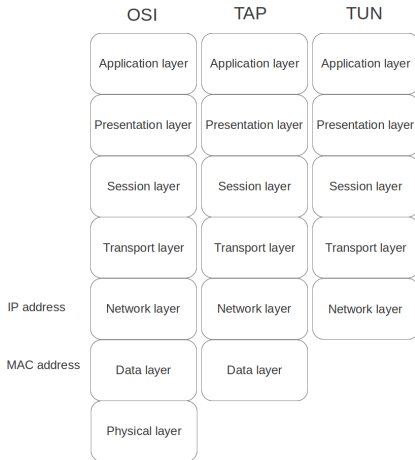 OSI TAP TUN
Application layer Application layer Application layer
Presentation layer Presentation layer Presentation layer
Session layer Session layer Session layer
Transport layer Transport layer Transport layer
IP address Network layer Network layer Network layer
MAC address Data layer Data layer
Physical layer